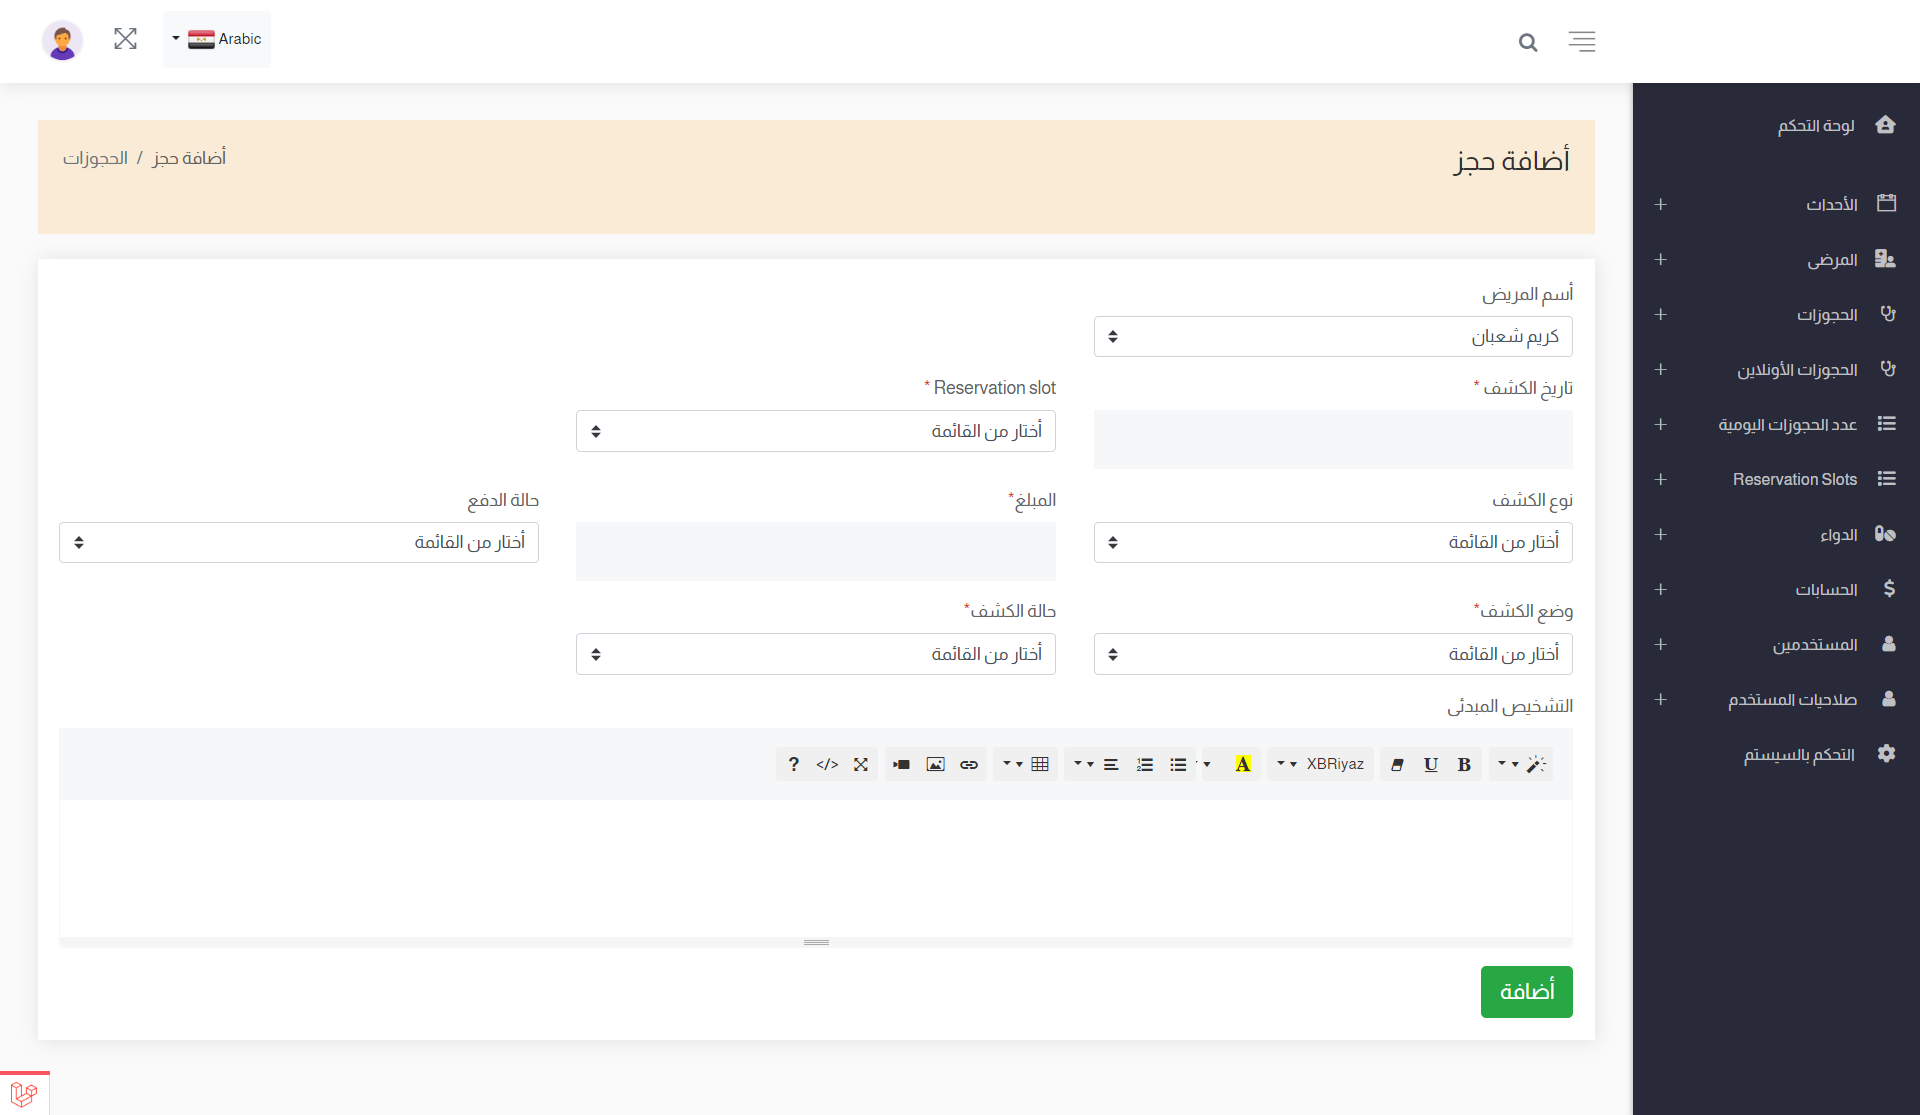 Arabic
لوحة التحكم
الأحداث
المرضى
الحجوزات
الحجوزات الأونلاين
عدد الحجوزات اليومية
Reservation Slots
الدواء
الحسابات
المستخدمين
صلاحيات المستخدم
التحكم بالسيستم
أضافة حجز
الحجوزات / أضافة حجز
أسم المريض
كريم شعبان
تاريخ الكشف *
Reservation slot *
أختار من القائمة
نوع الكشف
المبلغ*
حالة الدفع
أختار من القائمة
أختار من القائمة
وضع الكشف*
حالة الكشف*
أختار من القائمة
أختار من القائمة
التشخيص المبدئى
B U XBRiyaz A </> ?
أضافة